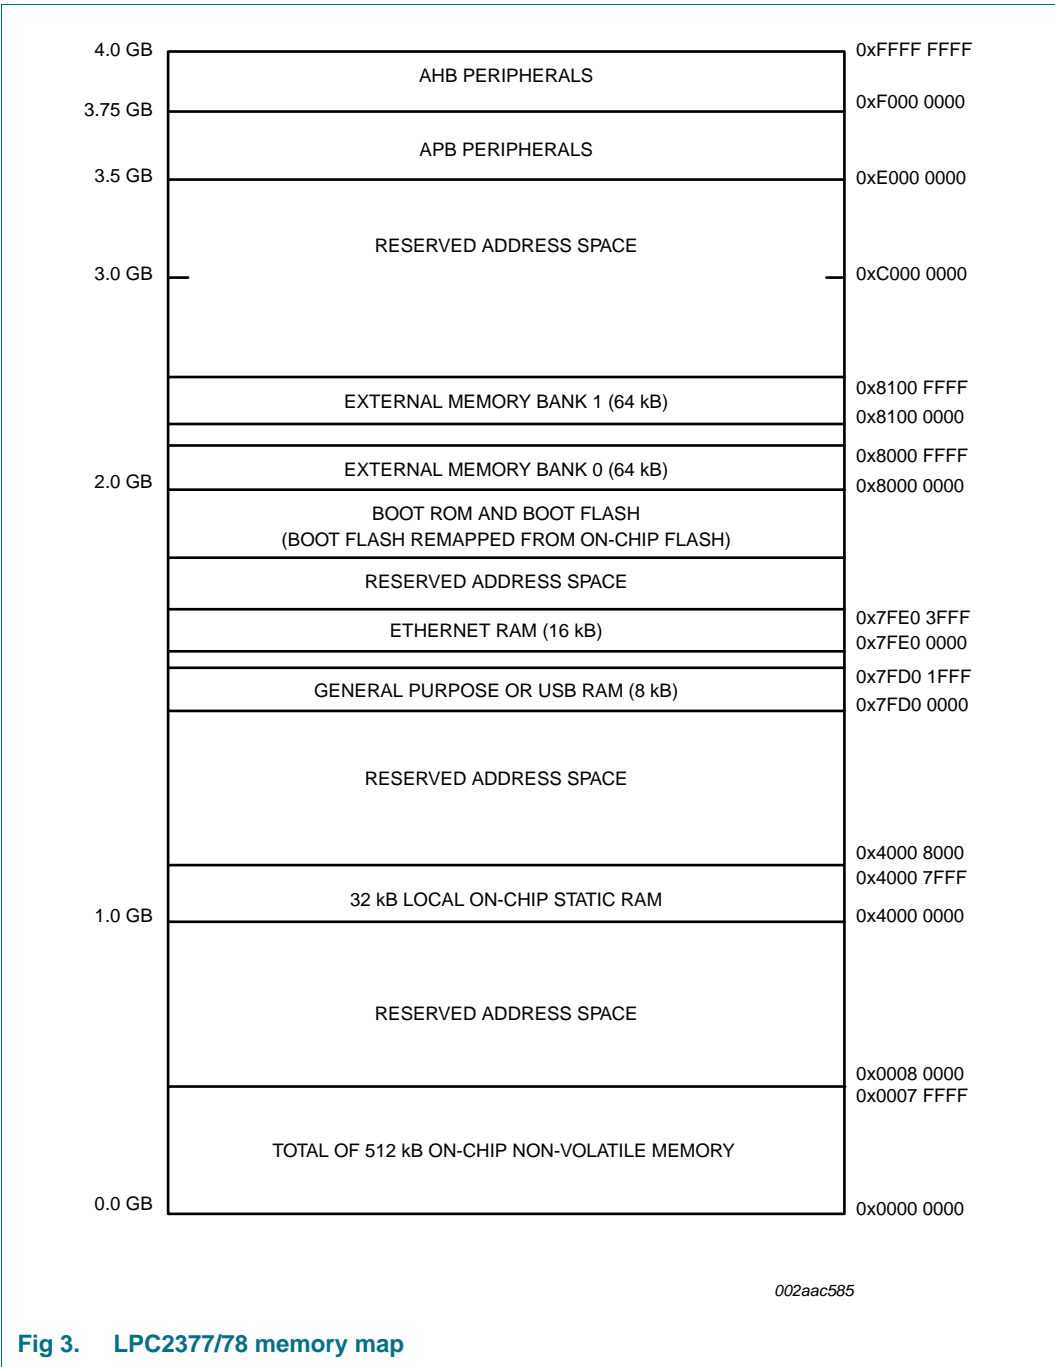 4.0 GB
0xFFFF FFFF
AHB PERIPHERALS
3.75 GB
0xF000 0000
APB PERIPHERALS
3.5 GB
0xE000 0000
RESERVED ADDRESS SPACE
3.0 GB
0xC000 0000
0x8100 FFFF
EXTERNAL MEMORY BANK 1 (64 kB)
0x8100 0000
0x8000 FFFF
EXTERNAL MEMORY BANK 0 (64 kB)
2.0 GB
0x8000 0000
BOOT ROM AND BOOT FLASH
(BOOT FLASH REMAPPED FROM ON-CHIP FLASH)
RESERVED ADDRESS SPACE
0x7FE0 3FFF
ETHERNET RAM (16 kB)
0x7FE0 0000
0x7FD0 1FFF
GENERAL PURPOSE OR USB RAM (8 kB)
0x7FD0 0000
RESERVED ADDRESS SPACE
0x4000 8000
0x4000 7FFF
32 kB LOCAL ON-CHIP STATIC RAM
1.0 GB
0x4000 0000
RESERVED ADDRESS SPACE
0x0008 0000
0x0007 FFFF
TOTAL OF 512 kB ON-CHIP NON-VOLATILE MEMORY
0.0 GB
0x0000 0000
002aac585
Fig 3. LPC2377/78 memory map